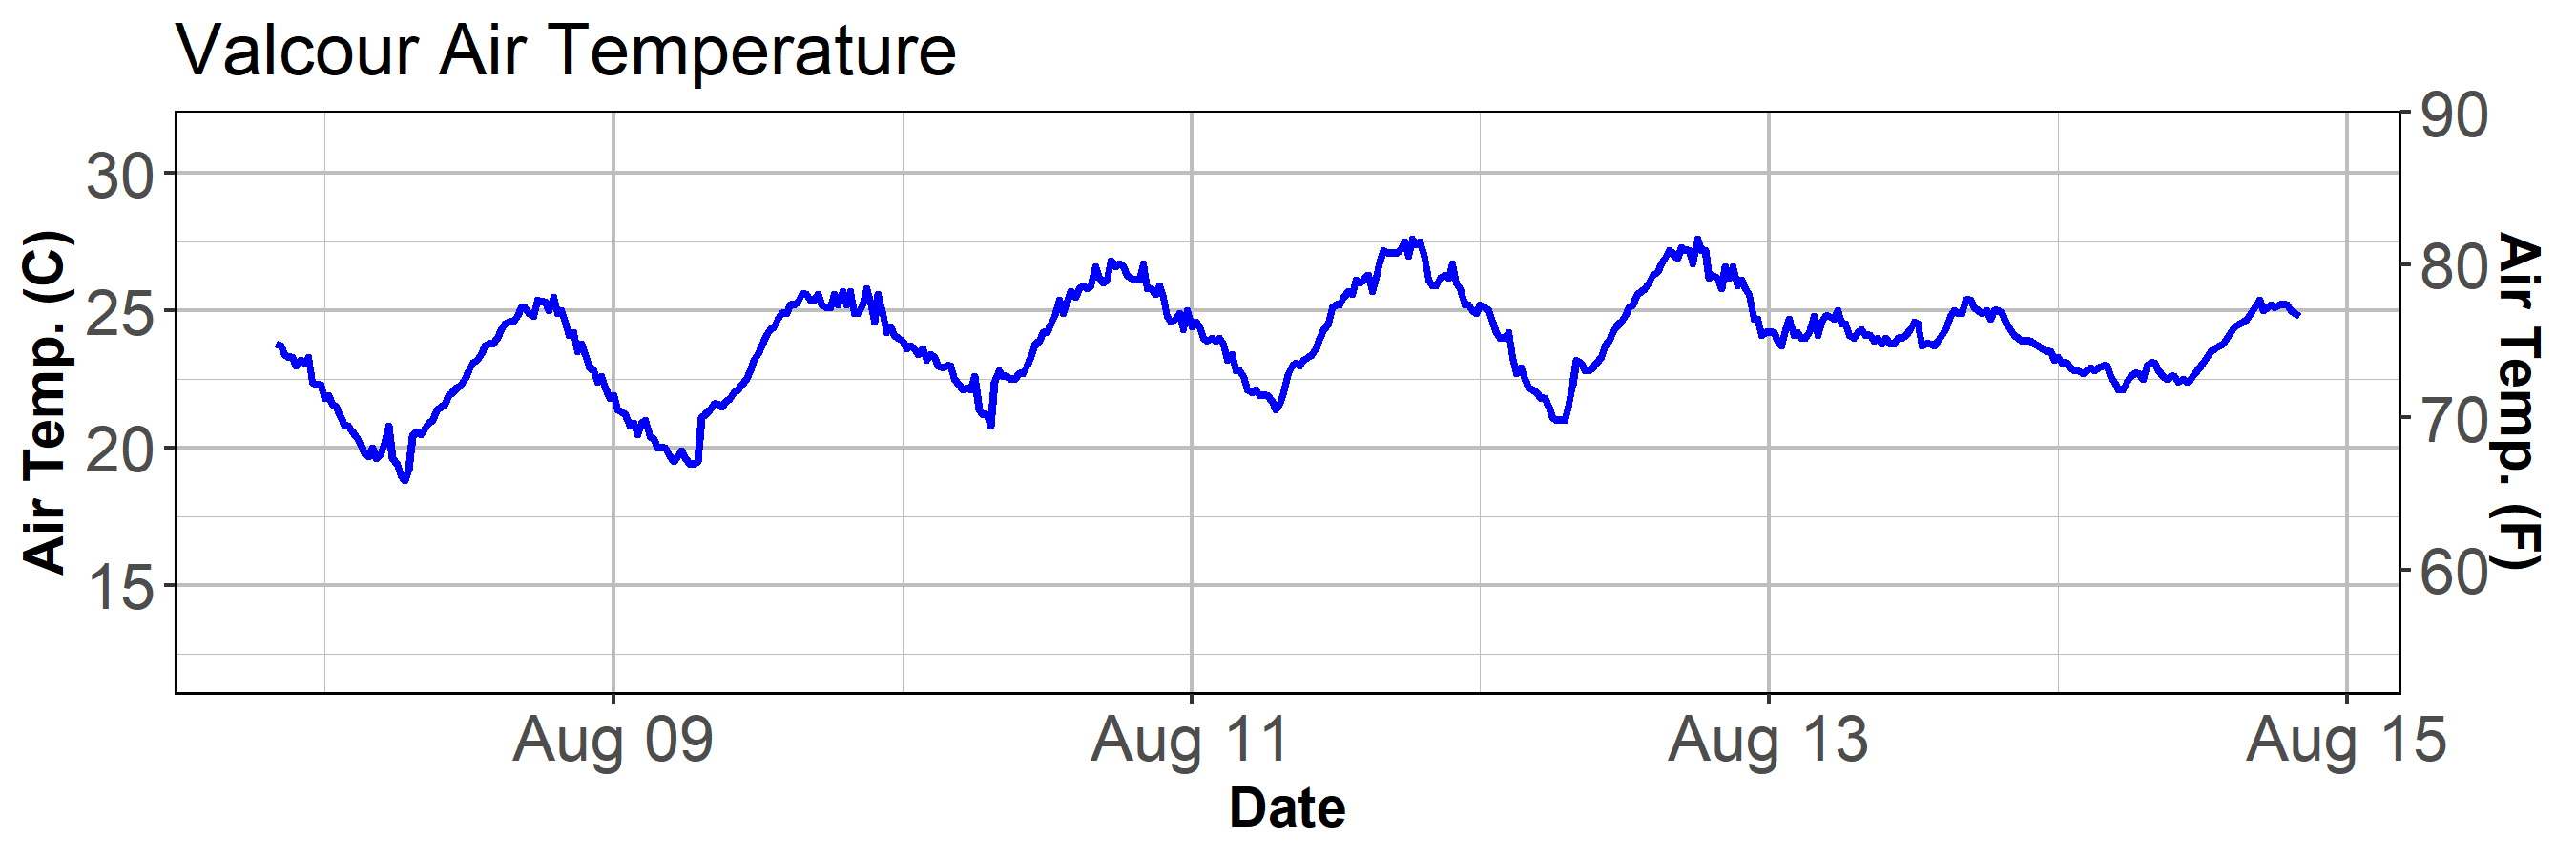 Valcour Air Temperature
Air Temp. (C)
30
25
20
15
90
80
70
60
Air Temp. (F)
Aug 09
Aug 11
Aug 13
Aug 15
Date